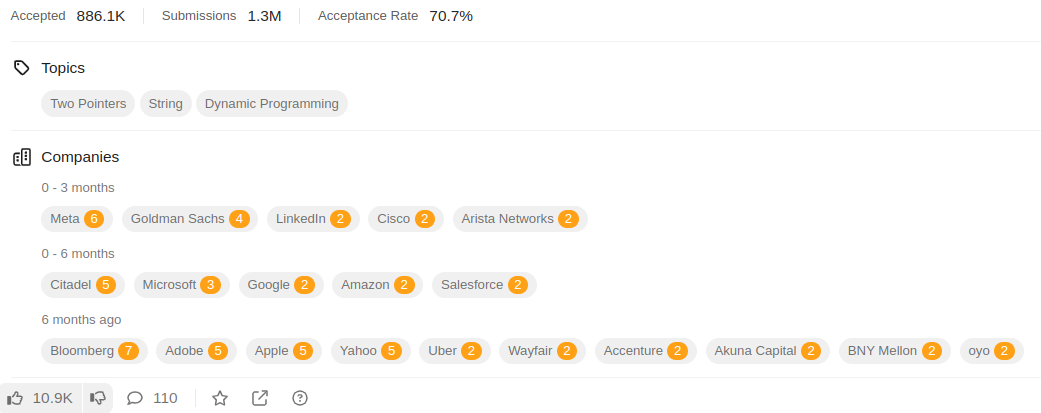 Accepted 886.1K Submissions 1.3M Acceptance Rate 70.7%
Topics
Two Pointers String Dynamic Programming
Companies
0 - 3 months
Meta 6 Goldman Sachs 4 LinkedIn 2 Cisco 2 Arista Networks 2
0 - 6 months
Citadel 5 Microsoft 3 Google 2 Amazon 2 Salesforce 2
6 months ago
Bloomberg 7 Adobe 5 Apple 5 Yahoo 5 Uber 2 Wayfair 2 Accenture 2 Akuna Capital 2 BNY Mellon 2 oyo 2
10.9K 110